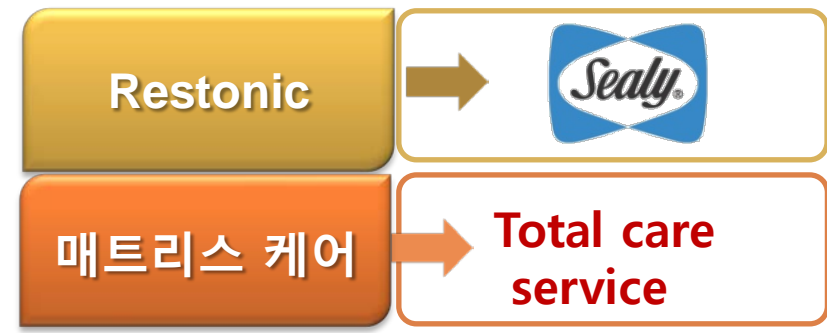 Restonic
Sealy®
매트리스 케어
Total care
service